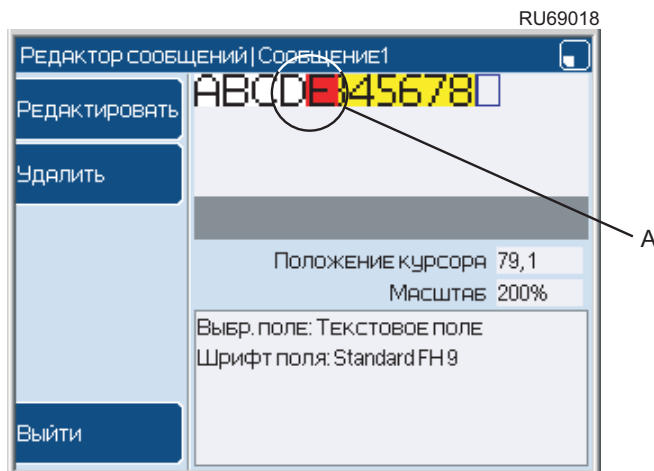 RU69018
Редактор сообщений|Сообщение1
Редактировать
ABCDE345678
Удалить
A
Положение курсора 79,1
Масштаб 200%
Выбр. поле: Текстовое поле
Шрифт поля: Standard FH 9
Выйти